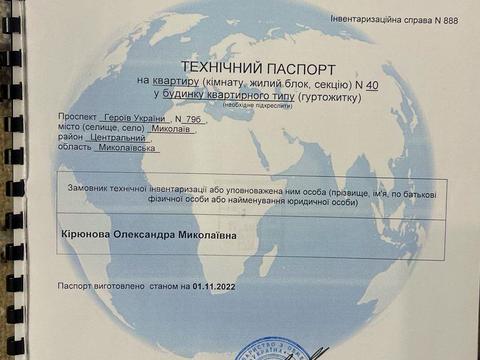 Інвентаризаційна справа N 888
ТЕХНІЧНИЙ ПАСПОРТ
на квартиру (кімнату, жилий блок, секцію) N 40
у будинку квартирного типу (гуртожитку)
(необхідне підкреслити)
Проспект Героїв України , N 79б ,
місто (селище, село) Миколаїв ,
район Центральний ,
область Миколаївська
Замовник технічної інвентаризації або уповноважена ним особа (прізвище, ім'я, по батькові
фізичної особи або найменування юридичної особи)
Кірюнова Олександра Миколаївна
Паспорт виготовлено станом на 01.11.2022
УКРАЇНА